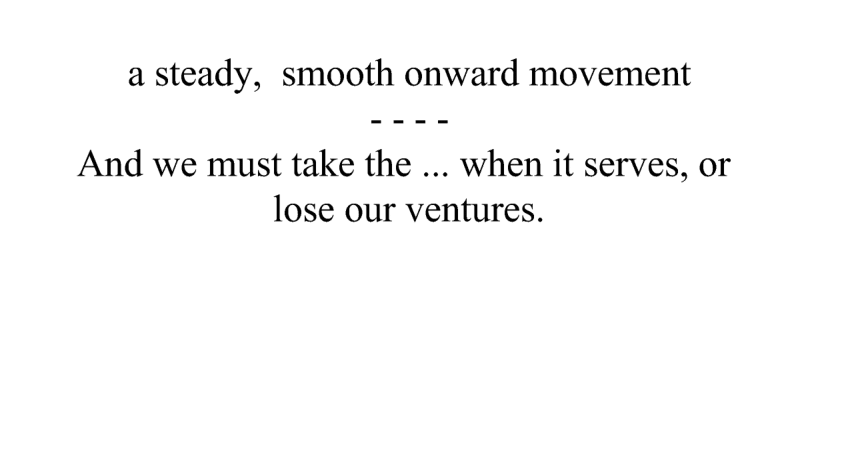 a steady,  smooth onward movement
- - - -
And we must take the ... when it serves, or
lose our ventures.